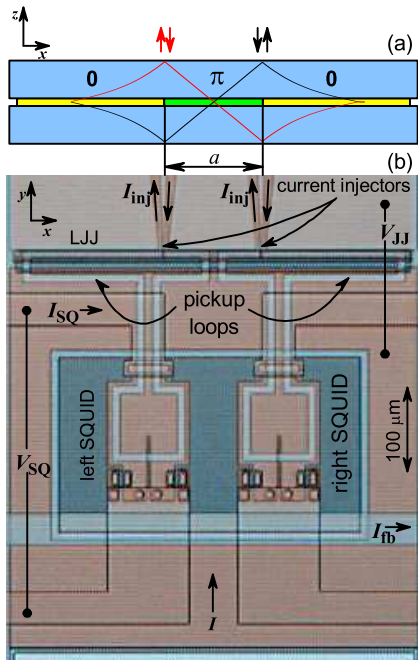 z
x
(a)
0 π 0
a
(b)
y
x
I_inj I_inj
current injectors
LJJ
V_JJ
pickup
loops
I_SQ
left SQUID
right SQUID
V_SQ
100 µm
I_fb
I